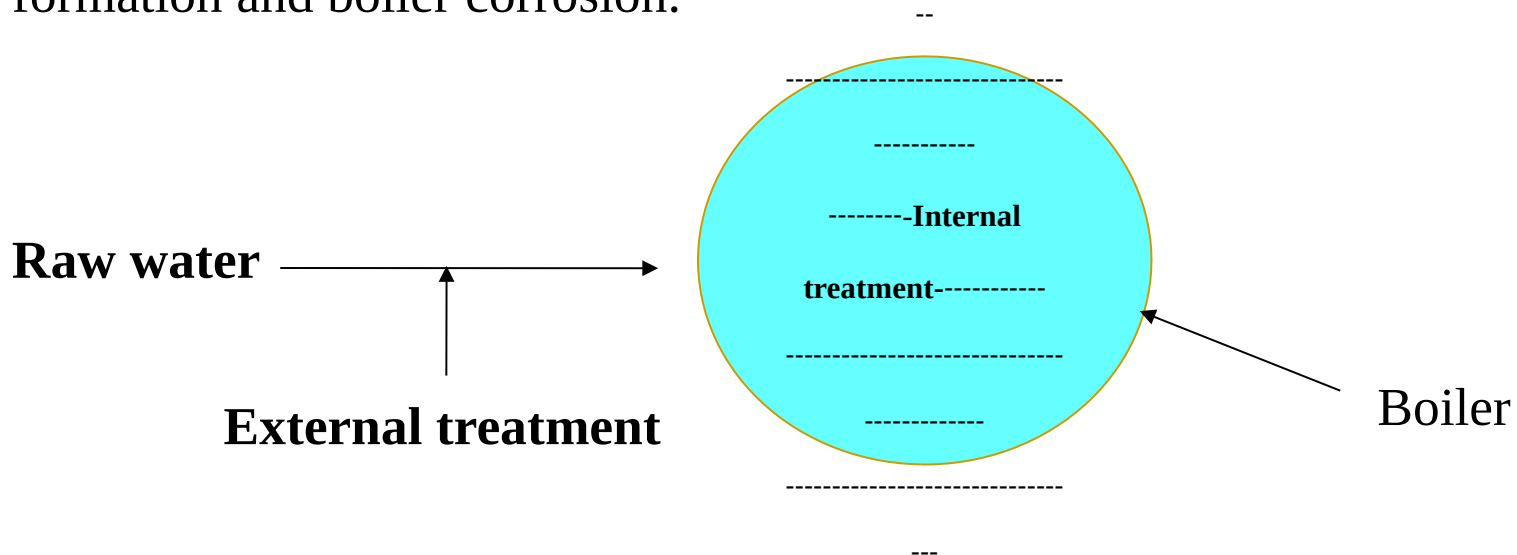 formation and boiler corrosion.
--
------------------------------
-----------
---------Internal
treatment------------
------------------------------
-------------
------------------------------
---
Raw water
External treatment
Boiler